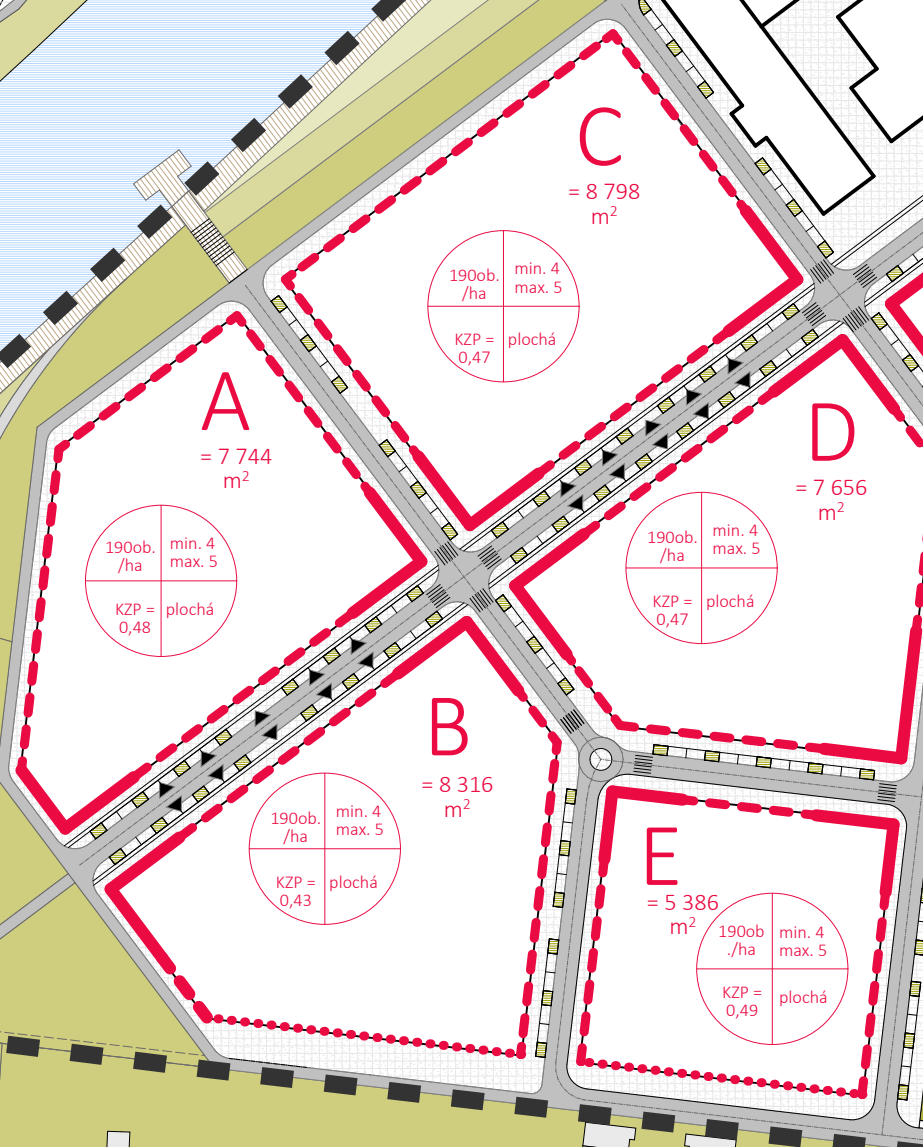 C
= 8 798
m²
190ob.
/ha
min. 4
max. 5
KZP =
0,47
plochá
A
= 7 744
m²
190ob.
/ha
min. 4
max. 5
KZP =
0,48
plochá
D
= 7 656
m²
190ob.
/ha
min. 4
max. 5
KZP =
0,47
plochá
B
= 8 316
m²
190ob.
/ha
min. 4
max. 5
KZP =
0,43
plochá
E
= 5 386
m²
190ob
./ha
min. 4
max. 5
KZP =
0,49
plochá